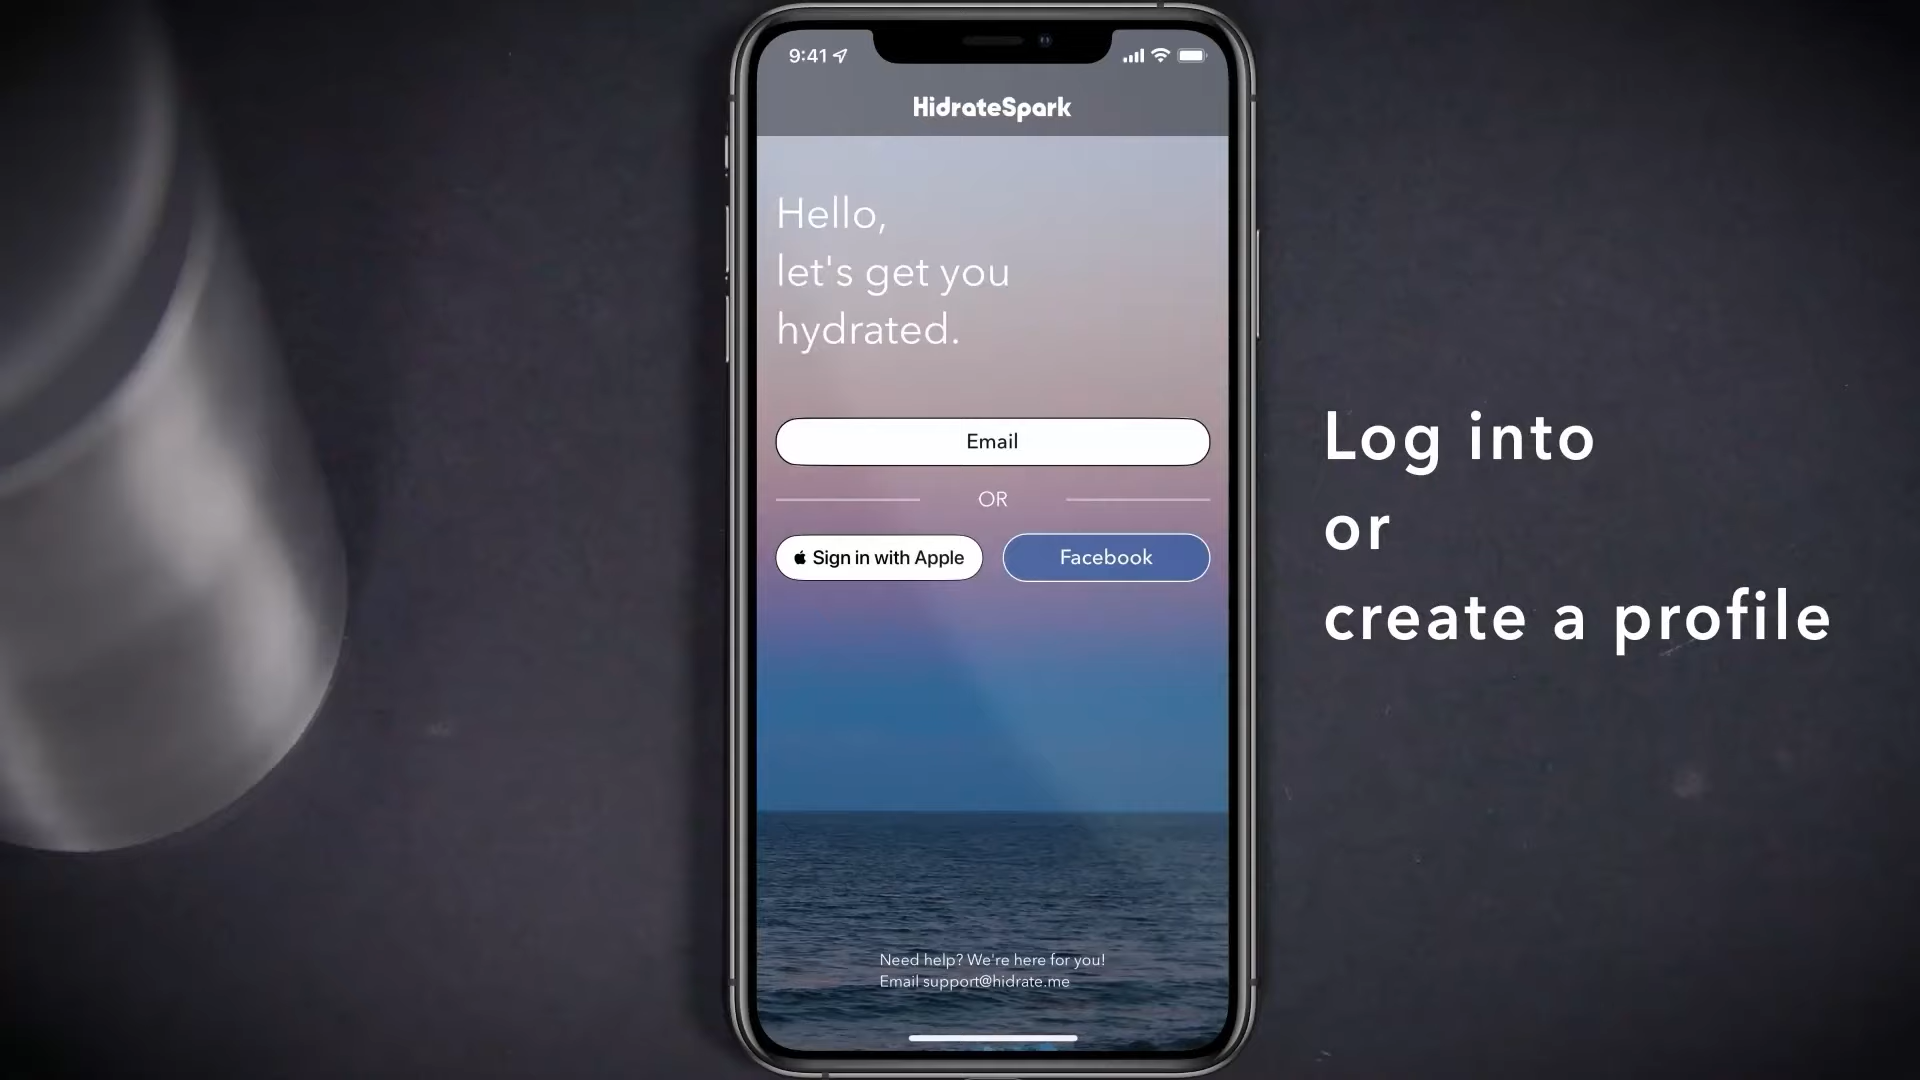 9:41
HidrateSpark
Hello,
let's get you
hydrated.
Email
OR
Sign in with Apple
Facebook
Need help? We're here for you!
Email support@hidrate.me
Log into
or
create a profile